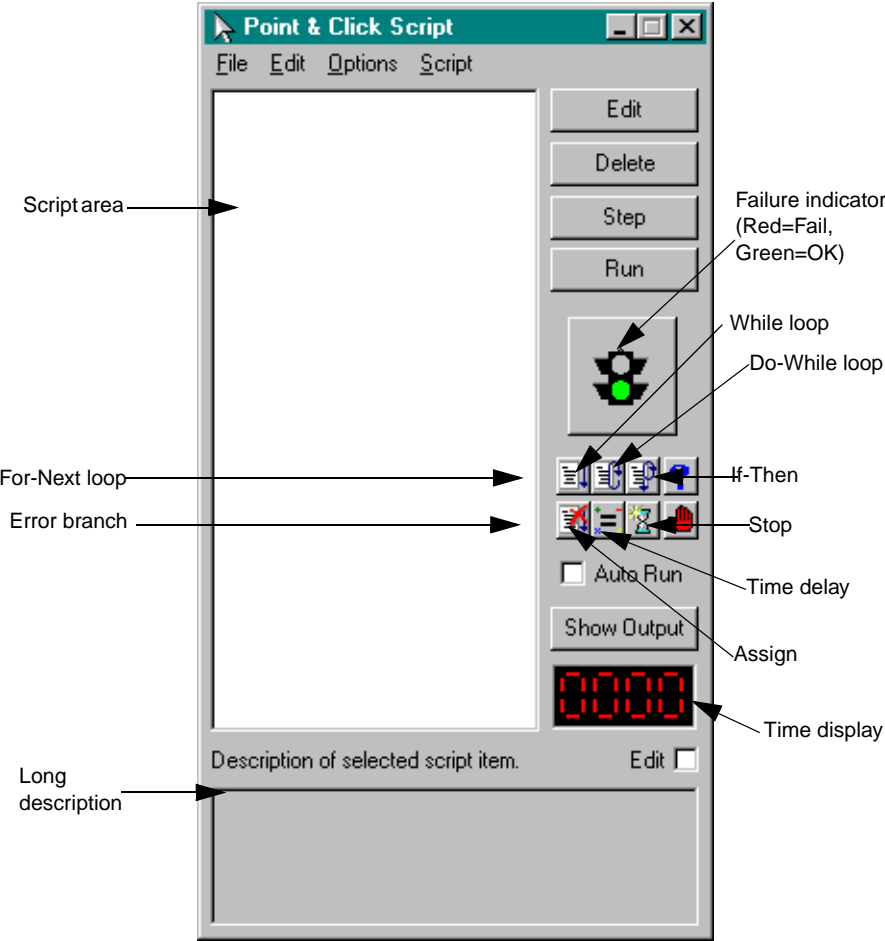 Point & Click Script
File Edit Options Script
Edit
Delete
Script area
Step
Failure indicator
(Red=Fail,
Green=OK)
Run
While loop
Do-While loop
For-Next loop
If-Then
Error branch
Stop
Auto Run
Time delay
Show Output
Assign
0000
Time display
Description of selected script item.
Edit
Long
description